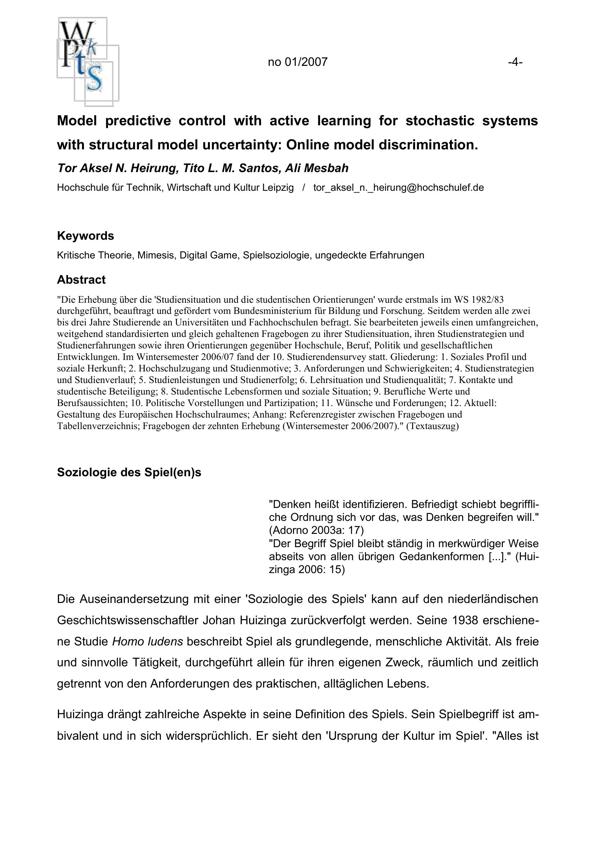 W
Pkts
no 01/2007 -4-
Model predictive control with active learning for stochastic systems
with structural model uncertainty: Online model discrimination.
Tor Aksel N. Heirung, Tito L. M. Santos, Ali Mesbah
Hochschule für Technik, Wirtschaft und Kultur Leipzig / tor_aksel_n._heirung@hochschulef.de
Keywords
Kritische Theorie, Mimesis, Digital Game, Spielsoziologie, ungedeckte Erfahrungen
Abstract
"Die Erhebung über die 'Studiensituation und die studentischen Orientierungen' wurde erstmals im WS 1982/83
durchgeführt, beauftragt und gefördert vom Bundesministerium für Bildung und Forschung. Seitdem werden alle zwei
bis drei Jahre Studierende an Universitäten und Fachhochschulen befragt. Sie bearbeiteten jeweils einen umfangreichen,
weitgehend standardisierten und gleich gehaltenen Fragebogen zu ihrer Studiensituation, ihren Studienstrategien und
Studienerfahrungen sowie ihren Orientierungen gegenüber Hochschule, Beruf, Politik und gesellschaftlichen
Entwicklungen. Im Wintersemester 2006/07 fand der 10. Studierendensurvey statt. Gliederung: 1. Soziales Profil und
soziale Herkunft; 2. Hochschulzugang und Studienmotive; 3. Anforderungen und Schwierigkeiten; 4. Studienstrategien
und Studienverlauf; 5. Studienleistungen und Studienerfolg; 6. Lehrsituation und Studienqualität; 7. Kontakte und
studentische Beteiligung; 8. Studentische Lebensformen und soziale Situation; 9. Berufliche Werte und
Berufsaussichten; 10. Politische Vorstellungen und Partizipation; 11. Wünsche und Forderungen; 12. Aktuell:
Gestaltung des Europäischen Hochschulraumes; Anhang: Referenzregister zwischen Fragebogen und
Tabellenverzeichnis; Fragebogen der zehnten Erhebung (Wintersemester 2006/2007)." (Textauszug)
Soziologie des Spiel(en)s
"Denken heißt identifizieren. Befriedigt schiebt begriffli-
che Ordnung sich vor das, was Denken begreifen will."
(Adorno 2003a: 17)
"Der Begriff Spiel bleibt ständig in merkwürdiger Weise
abseits von allen übrigen Gedankenformen [...]." (Hui-
zinga 2006: 15)
Die Auseinandersetzung mit einer 'Soziologie des Spiels' kann auf den niederländischen
Geschichtswissenschaftler Johan Huizinga zurückverfolgt werden. Seine 1938 erschiene-
ne Studie Homo ludens beschreibt Spiel als grundlegende, menschliche Aktivität. Als freie
und sinnvolle Tätigkeit, durchgeführt allein für ihren eigenen Zweck, räumlich und zeitlich
getrennt von den Anforderungen des praktischen, alltäglichen Lebens.
Huizinga drängt zahlreiche Aspekte in seine Definition des Spiels. Sein Spielbegriff ist am-
bivalent und in sich widersprüchlich. Er sieht den 'Ursprung der Kultur im Spiel'. "Alles ist